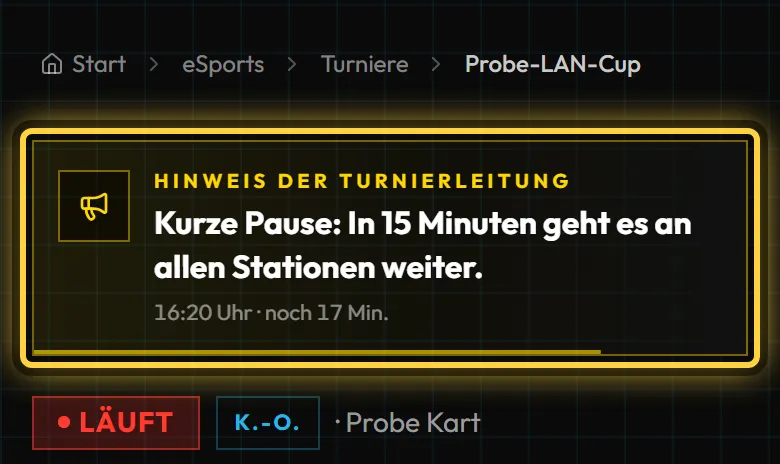 Start > eSports > Turniere > Probe-LAN-Cup
HINWEIS DER TURNIERLEITUNG
Kurze Pause: In 15 Minuten geht es an
allen Stationen weiter.
16:20 Uhr · noch 17 Min.
LÄUFT K.-O. · Probe Kart